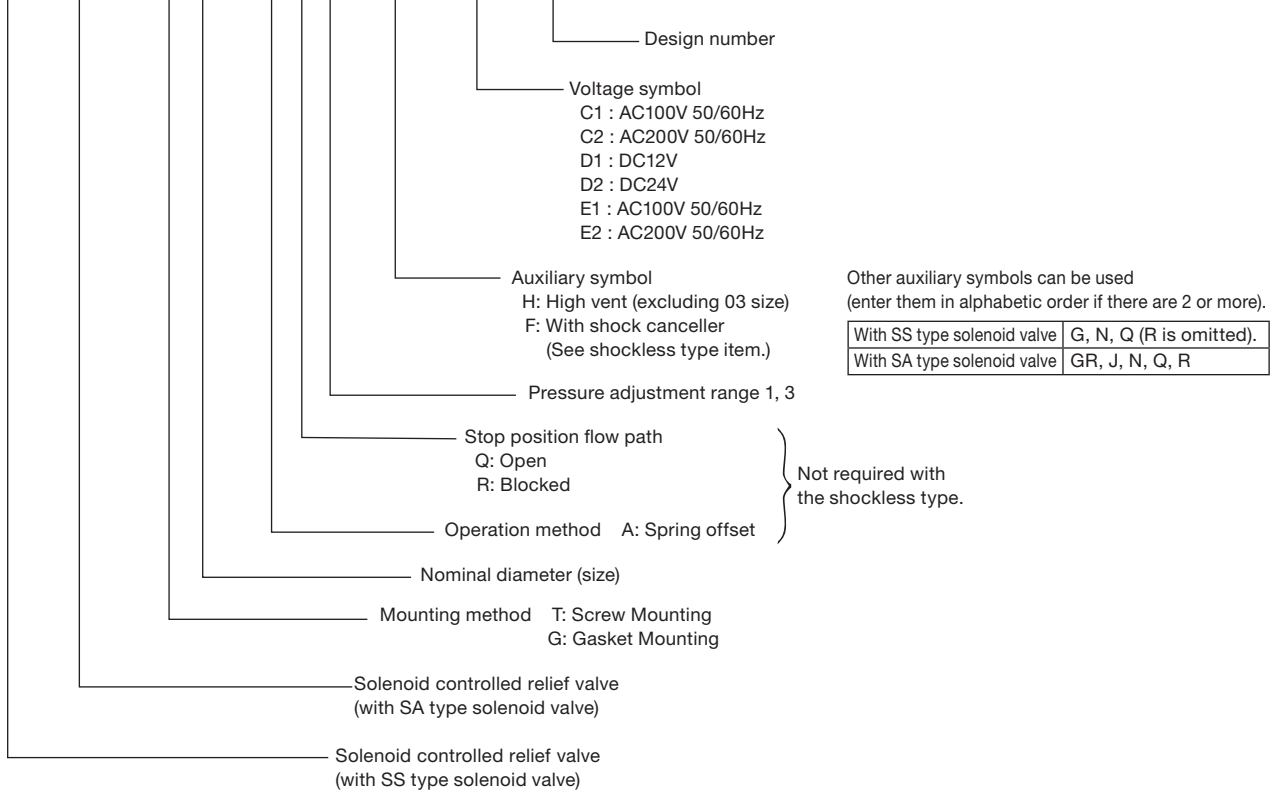 Design number
Voltage symbol
C1 : AC100V 50/60Hz
C2 : AC200V 50/60Hz
D1 : DC12V
D2 : DC24V
E1 : AC100V 50/60Hz
E2 : AC200V 50/60Hz
Auxiliary symbol
H: High vent (excluding 03 size)
F: With shock canceller
(See shockless type item.)
Other auxiliary symbols can be used
(enter them in alphabetic order if there are 2 or more).
With SS type solenoid valve G, N, Q (R is omitted).
With SA type solenoid valve GR, J, N, Q, R
Pressure adjustment range 1, 3
Stop position flow path
Q: Open
R: Blocked
Operation method A: Spring offset
Not required with
the shockless type.
Nominal diameter (size)
Mounting method T: Screw Mounting
G: Gasket Mounting
Solenoid controlled relief valve
(with SA type solenoid valve)
Solenoid controlled relief valve
(with SS type solenoid valve)